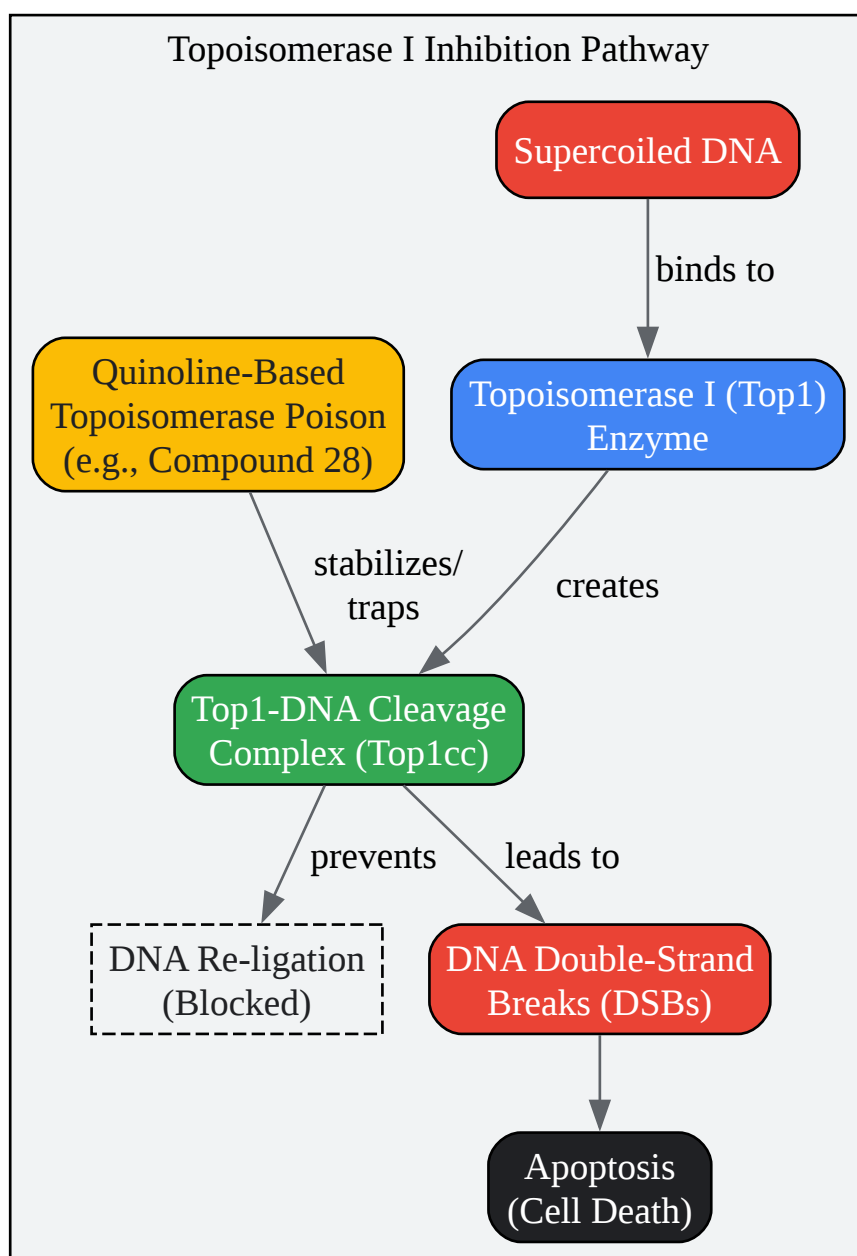 Topoisomerase I Inhibition Pathway
Supercoiled DNA
binds to
Quinoline-Based
Topoisomerase Poison
(e.g., Compound 28)
Topoisomerase I (Top1)
Enzyme
stabilizes/
traps
creates
Top1-DNA Cleavage
Complex (Top1cc)
prevents
leads to
DNA Re-ligation
(Blocked)
DNA Double-Strand
Breaks (DSBs)
Apoptosis
(Cell Death)